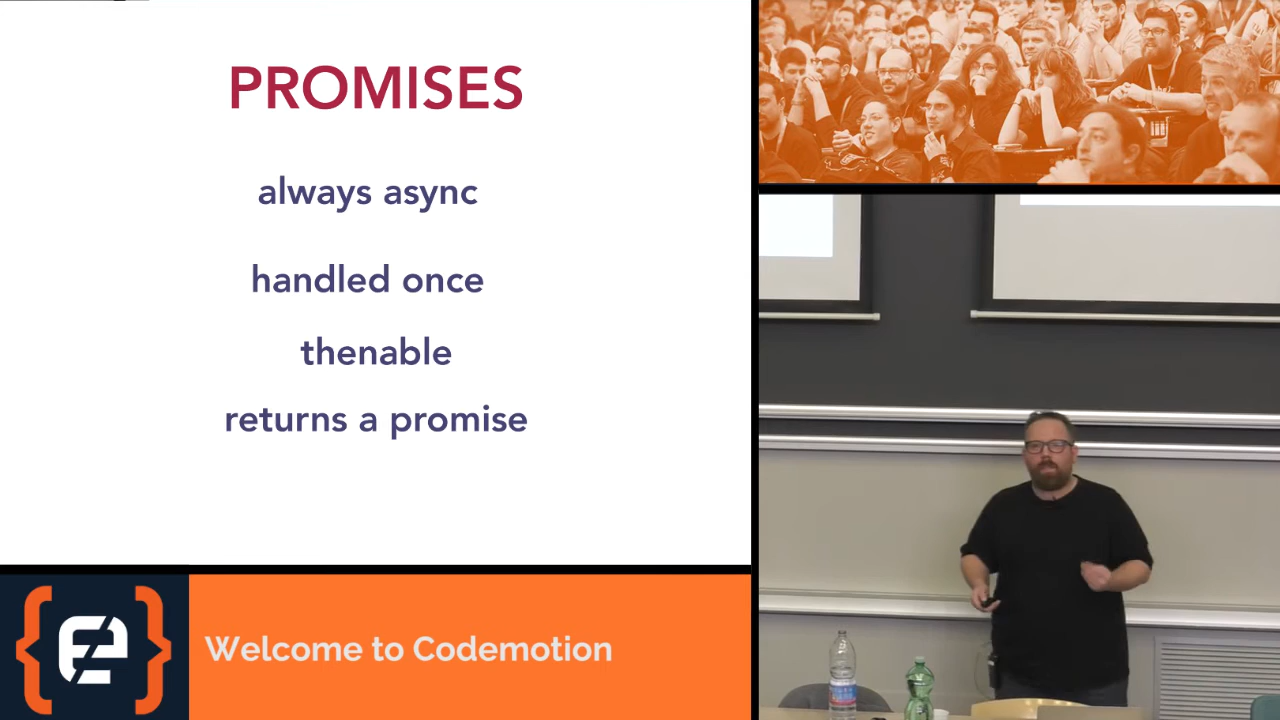 PROMISES
always async
handled once
thenable
returns a promise
Welcome to Codemotion